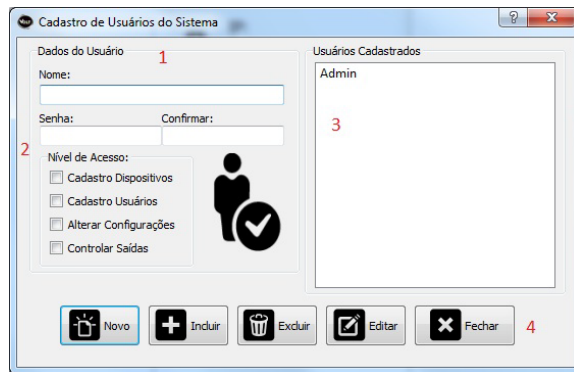 Cadastro de Usuários do Sistema
Dados do Usuário
1
Nome:
Senha:
Confirmar:
2
Nível de Acesso:
Cadastro Dispositivos
Cadastro Usuários
Alterar Configurações
Controlar Saídas
Usuários Cadastrados
Admin
3
Novo
Incluir
Excluir
Editar
Fechar
4